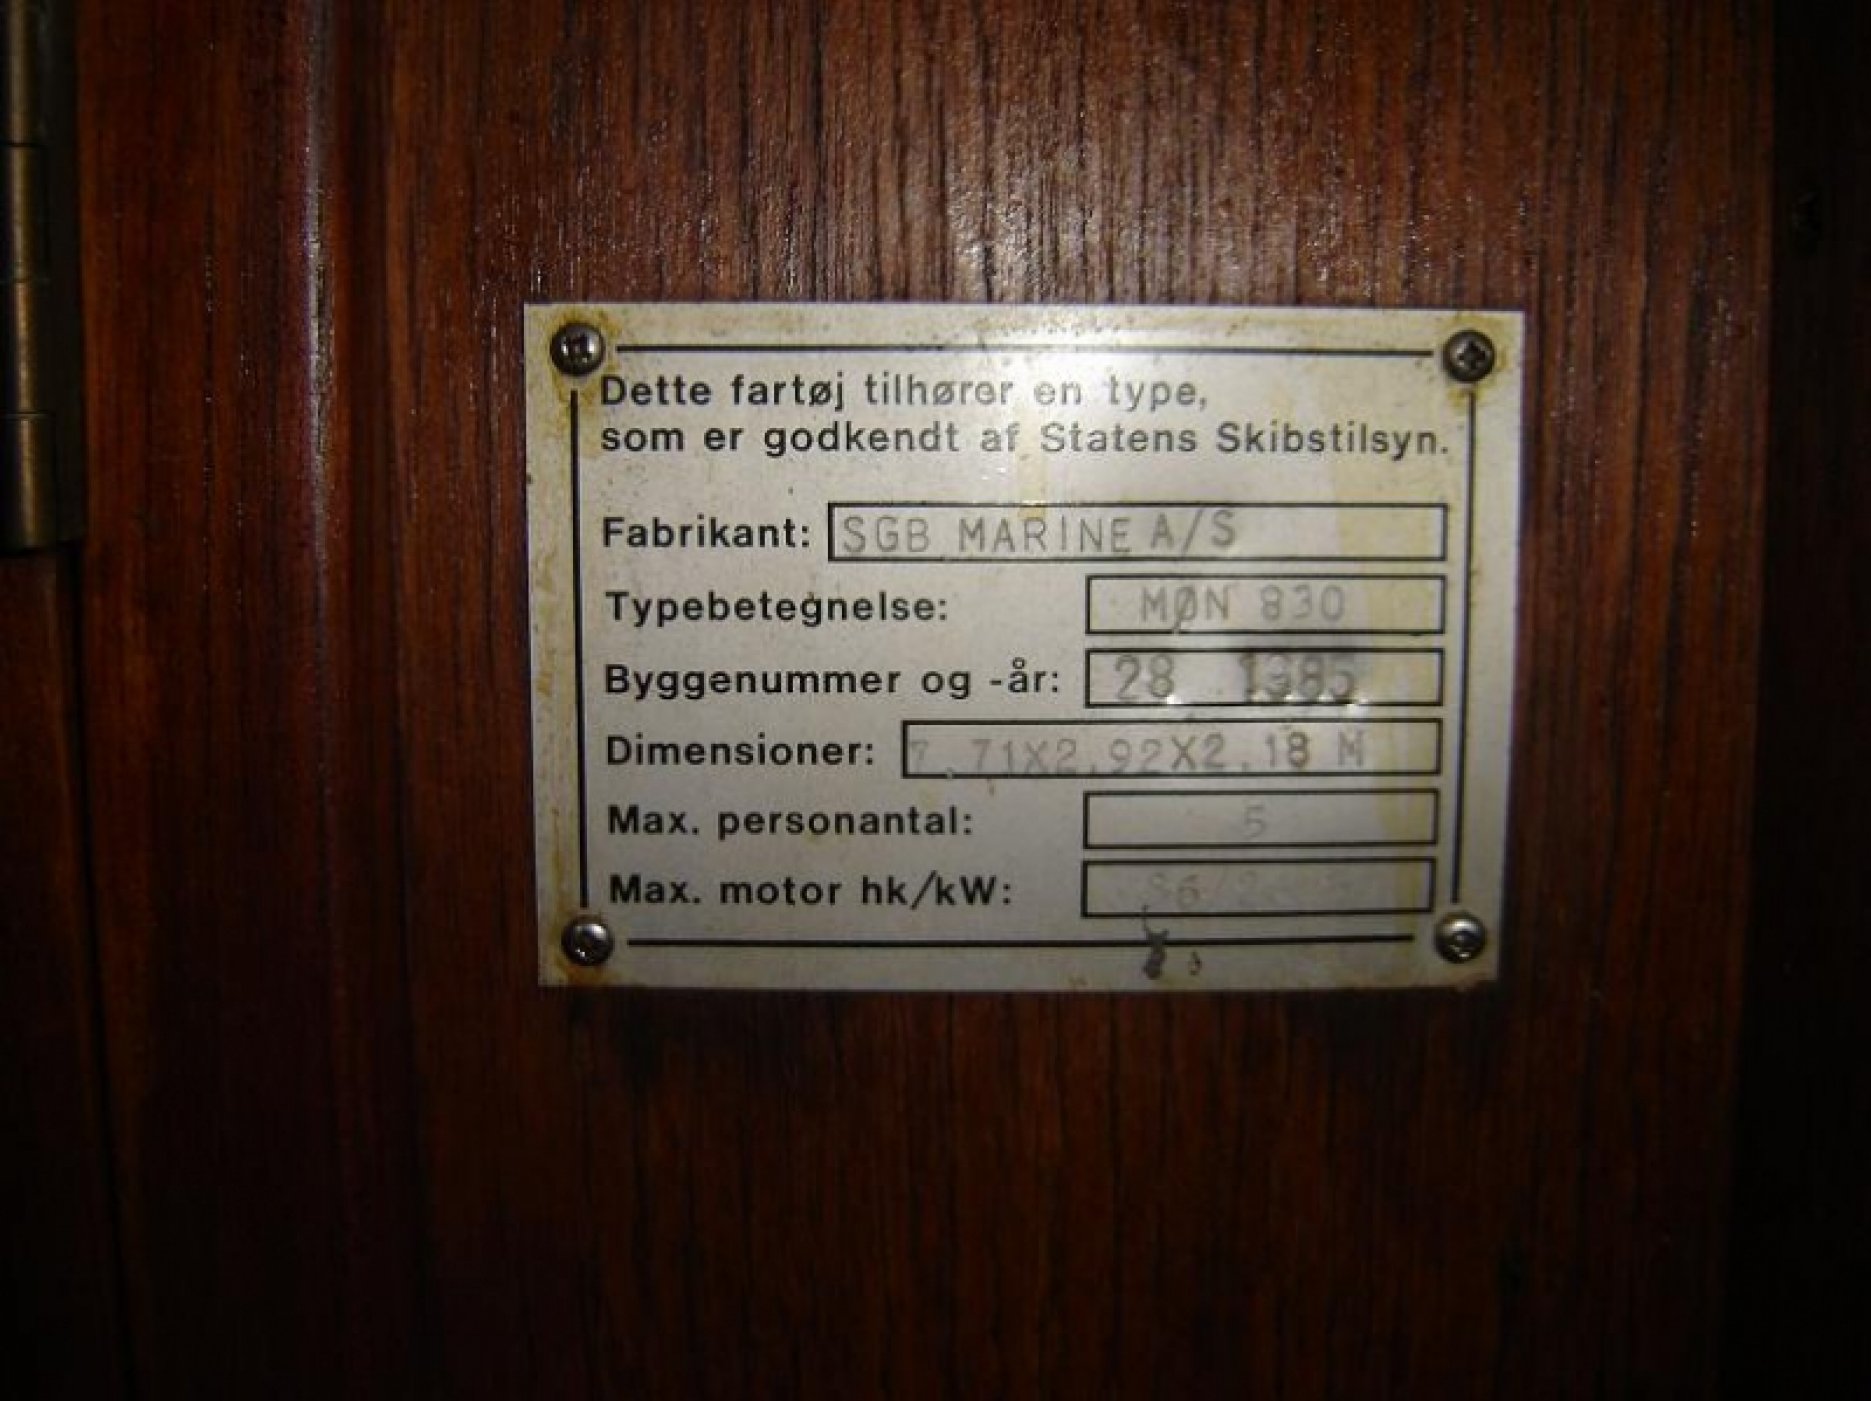 Dette fartøj tilhører en type,
som er godkendt af Statens Skibstilsyn.
Fabrikant: SGB MARINE A/S
Typebetegnelse: MØN 830
Byggenummer og -år: 28 1985
Dimensioner: 7.71X2.92X2.18 M
Max. personantal: 5
Max. motor hk/kW: